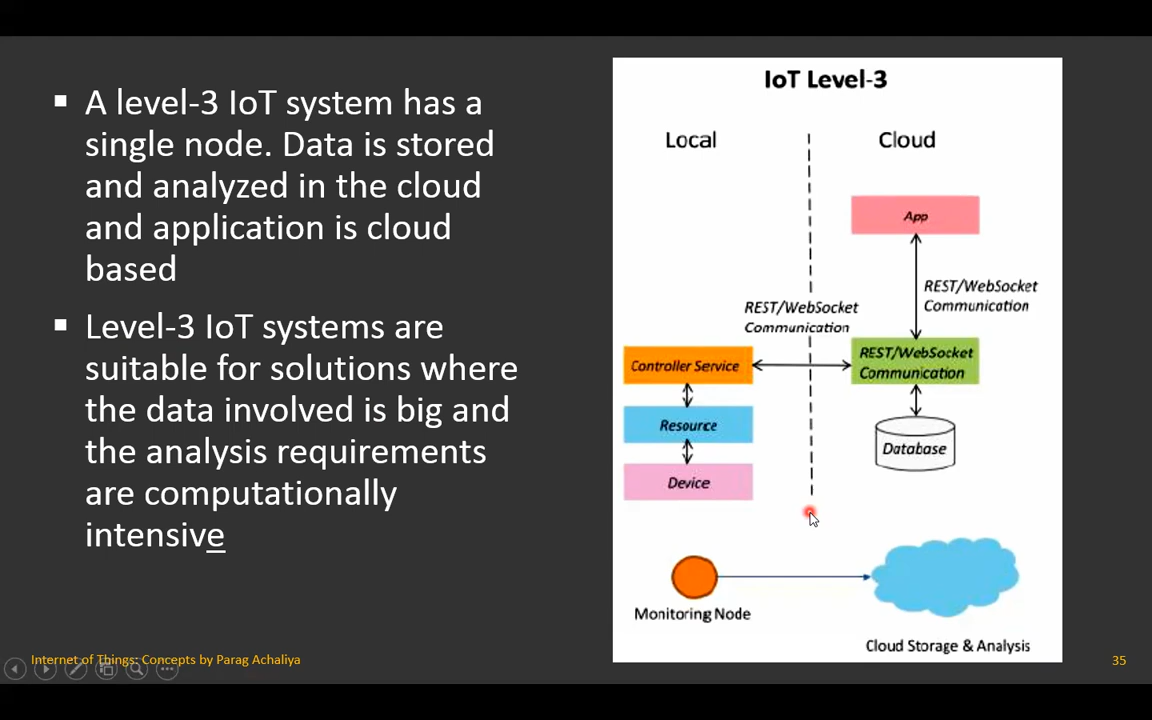 ▪ A level-3 IoT system has a
single node. Data is stored
and analyzed in the cloud
and application is cloud
based
▪ Level-3 IoT systems are
suitable for solutions where
the data involved is big and
the analysis requirements
are computationally
intensive
IoT Level-3
Local
Cloud
App
REST/WebSocket
Communication
REST/WebSocket
Communication
Controller Service
REST/WebSocket
Communication
Resource
Database
Device
Monitoring Node
Cloud Storage & Analysis
Internet of Things: Concepts by Parag Achaliya
35